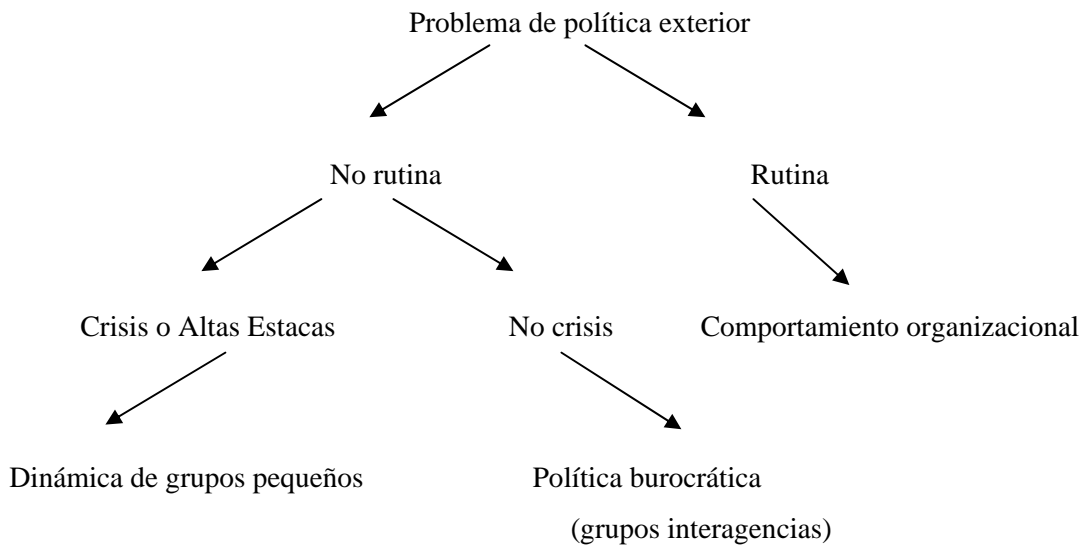 Problema de política exterior
No rutina
Rutina
Crisis o Altas Estacas
No crisis
Comportamiento organizacional
Dinámica de grupos pequeños
Política burocrática
(grupos interagencias)